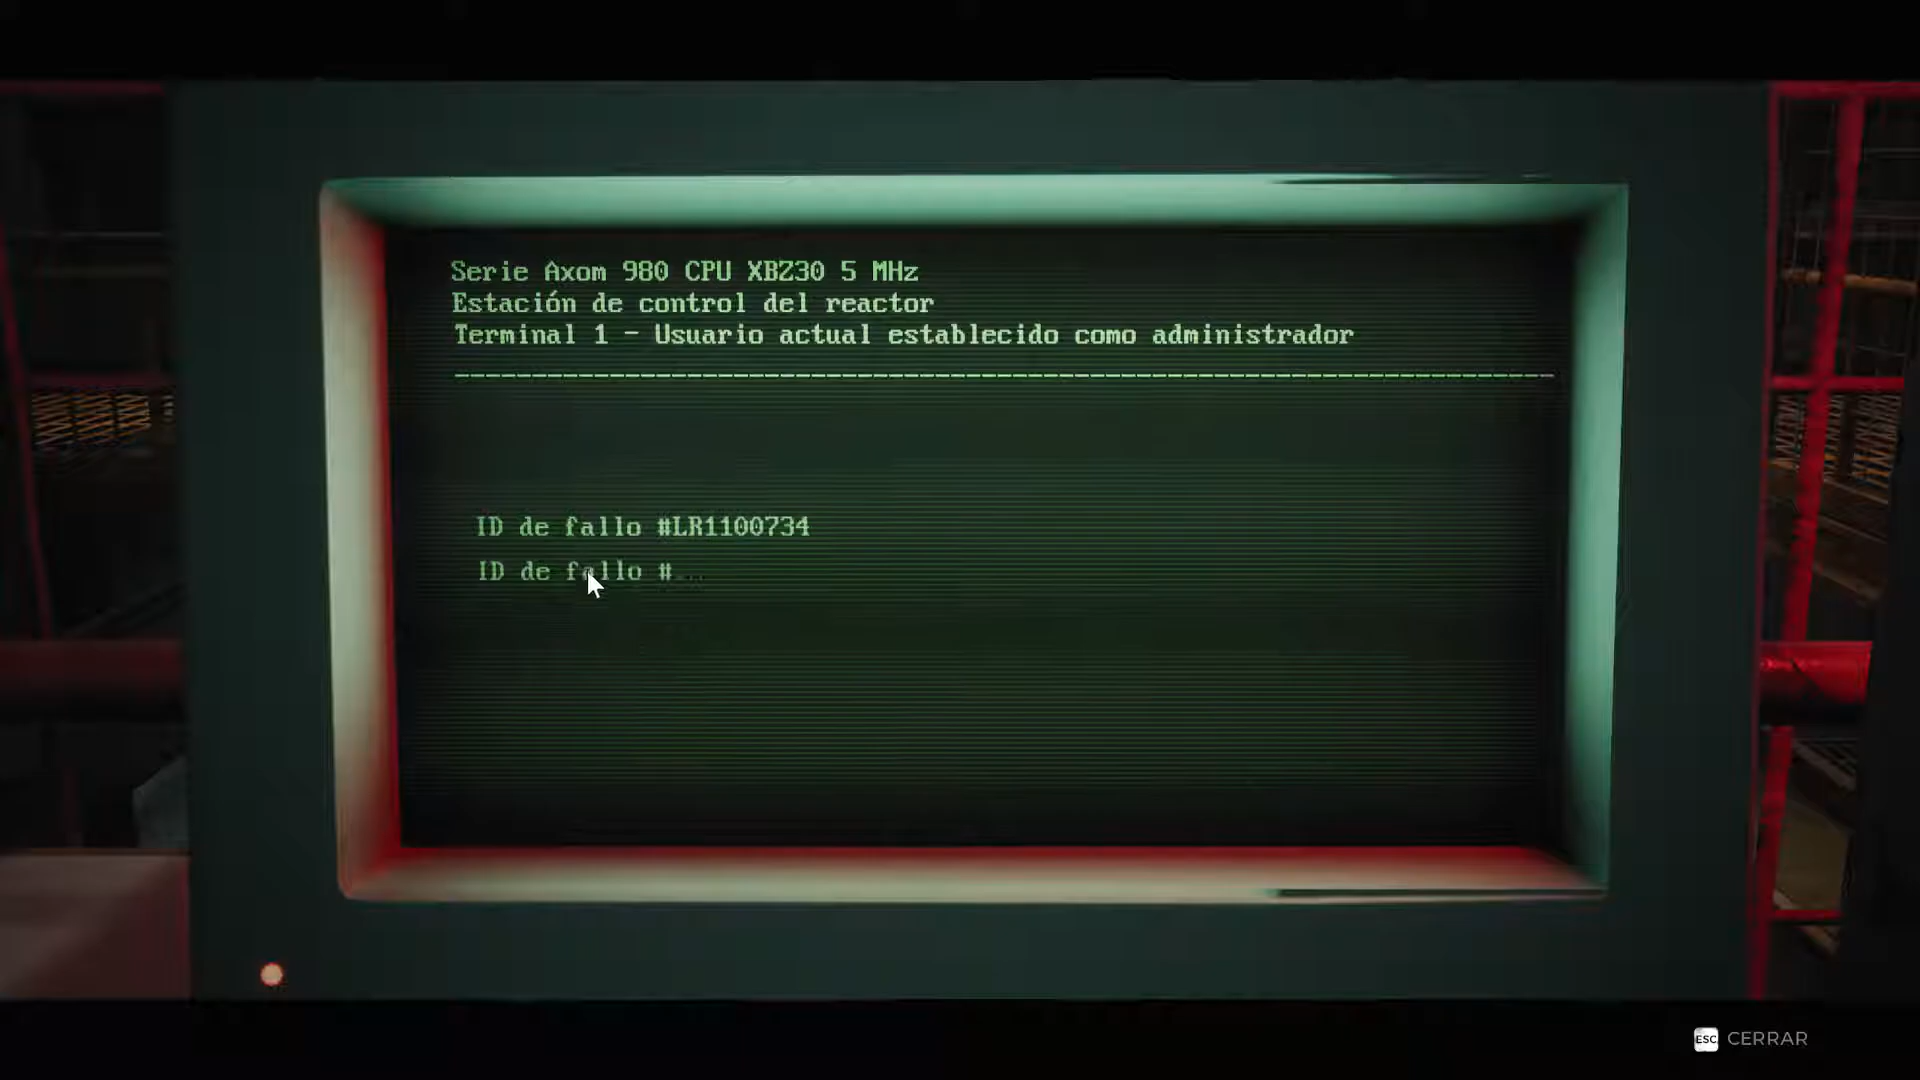 Serie Axom 980 CPU XBZ30 5 MHz
Estación de control del reactor
Terminal 1 - Usuario actual establecido como administrador
ID de fallo #LR1100734
ID de fallo #
ESC CERRAR